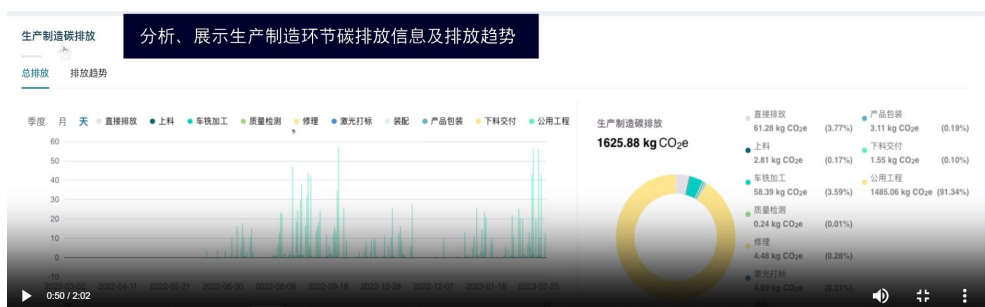 生产制造碳排放
分析、展示生产制造环节碳排放信息及排放趋势
总排放 排放趋势
季度 月 天 直接排放 上料 车铣加工 质量检测 修理 激光打标 装配 产品包装 下料交付 公用工程
60
50
40
30
20
10
0
-10
2022-03-02 2022-04-11 2022-05-21 2022-06-30 2022-08-09 2022-09-18 2022-10-28 2022-12-07 2023-01-16 2023-02-25
生产制造碳排放
1625.88 kg CO₂e
直接排放
61.28 kg CO₂e (3.77%)
上料
2.81 kg CO₂e (0.17%)
车铣加工
58.39 kg CO₂e (3.59%)
质量检测
0.24 kg CO₂e (0.01%)
修理
4.48 kg CO₂e (0.28%)
激光打标
产品包装
3.11 kg CO₂e (0.19%)
下料交付
1.55 kg CO₂e (0.10%)
公用工程
1485.06 kg CO₂e (91.34%)
0:50 / 2:02